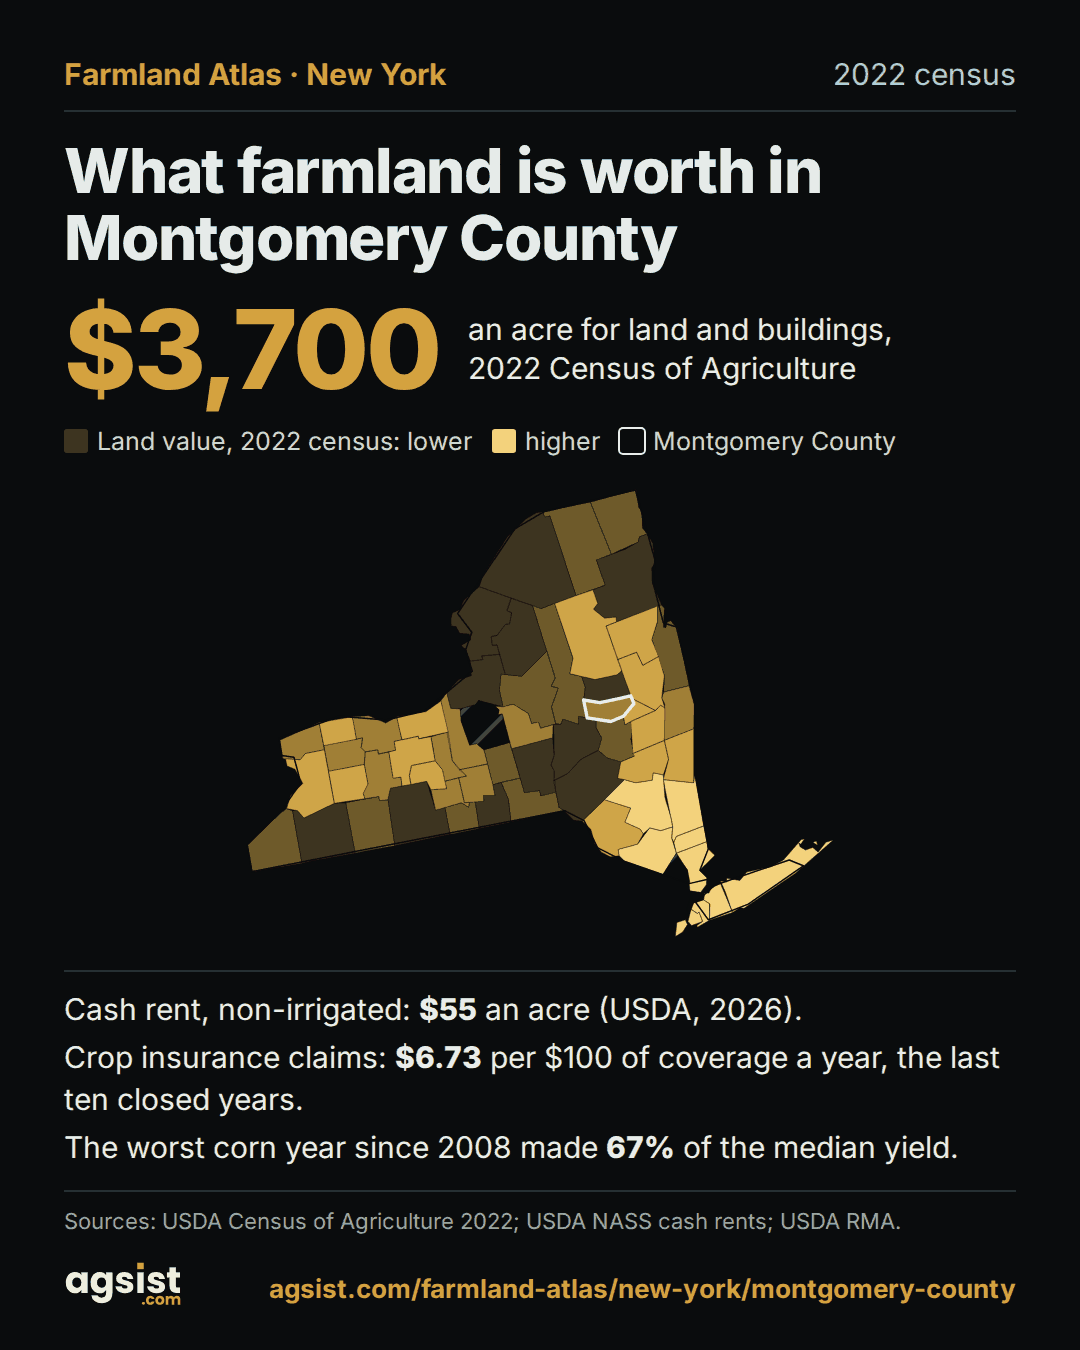 Farmland Atlas · New York
2022 census
What farmland is worth in
Montgomery County
$3,700
an acre for land and buildings,
2022 Census of Agriculture
Land value, 2022 census: lower
higher
Montgomery County
Cash rent, non-irrigated: $55 an acre (USDA, 2026).
Crop insurance claims: $6.73 per $100 of coverage a year, the last
ten closed years.
The worst corn year since 2008 made 67% of the median yield.
Sources: USDA Census of Agriculture 2022; USDA NASS cash rents; USDA RMA.
agsist
.com
agsist.com/farmland-atlas/new-york/montgomery-county